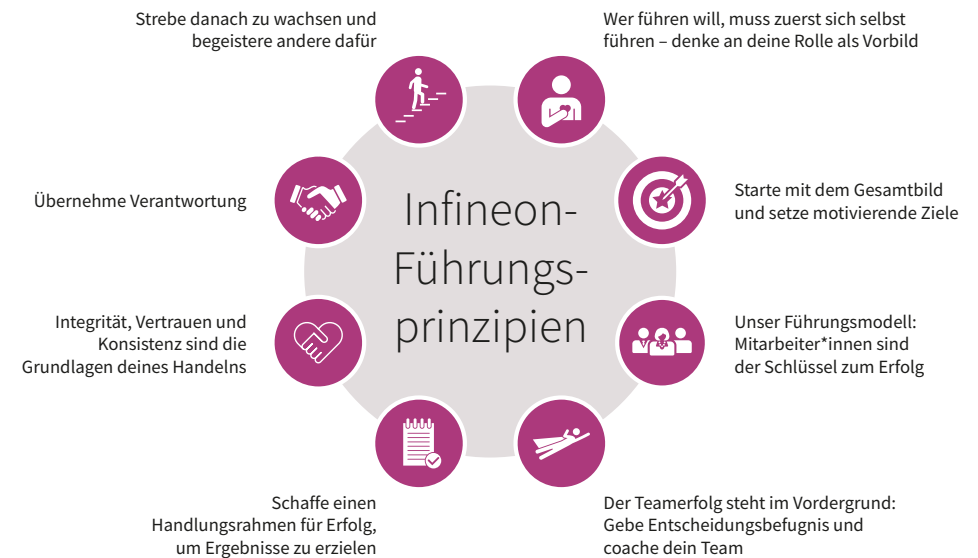 Strebe danach zu wachsen und
begeistere andere dafür
Wer führen will, muss zuerst sich selbst
führen – denke an deine Rolle als Vorbild
Übernehme Verantwortung
Starte mit dem Gesamtbild
und setze motivierende Ziele
Infineon-
Führungs-
prinzipien
Integrität, Vertrauen und
Konsistenz sind die
Grundlagen deines Handelns
Unser Führungsmodell:
Mitarbeiter*innen sind
der Schlüssel zum Erfolg
Schaffe einen
Handlungsrahmen für Erfolg,
um Ergebnisse zu erzielen
Der Teamerfolg steht im Vordergrund:
Gebe Entscheidungsbefugnis und
coache dein Team